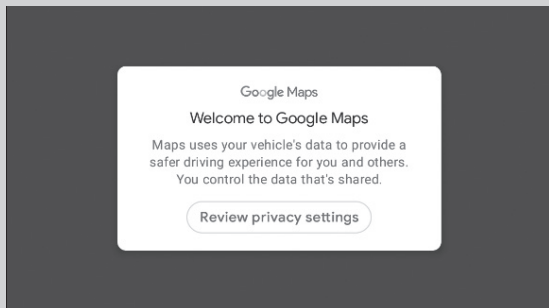 Google Maps
Welcome to Google Maps
Maps uses your vehicle's data to provide a
safer driving experience for you and others.
You control the data that's shared.
Review privacy settings